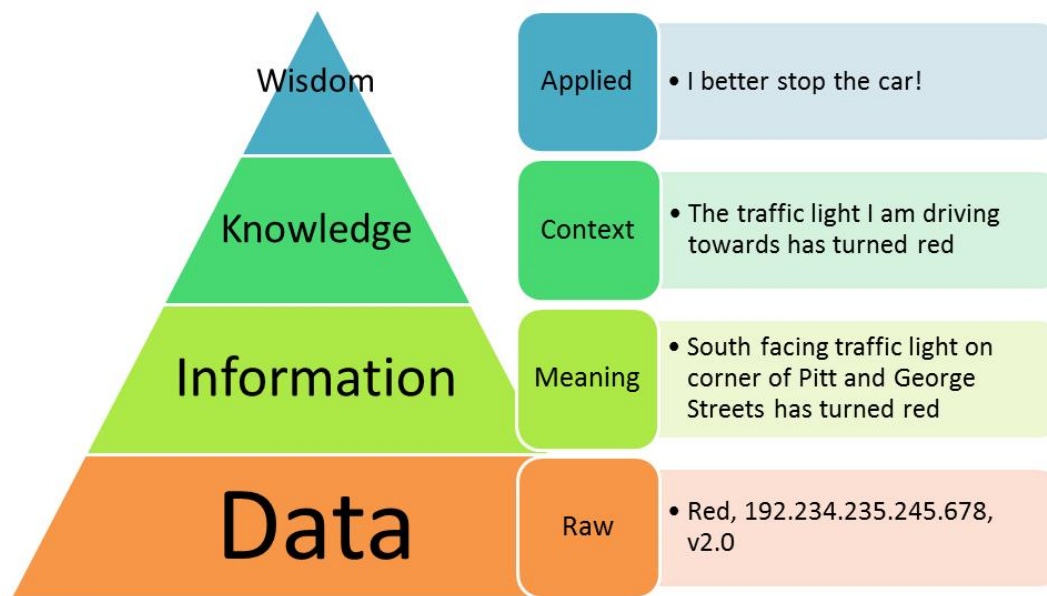 Wisdom
Applied
• I better stop the car!
Knowledge
Context
• The traffic light I am driving
towards has turned red
Information
Meaning
• South facing traffic light on
corner of Pitt and George
Streets has turned red
Data
Raw
• Red, 192.234.235.245.678,
v2.0